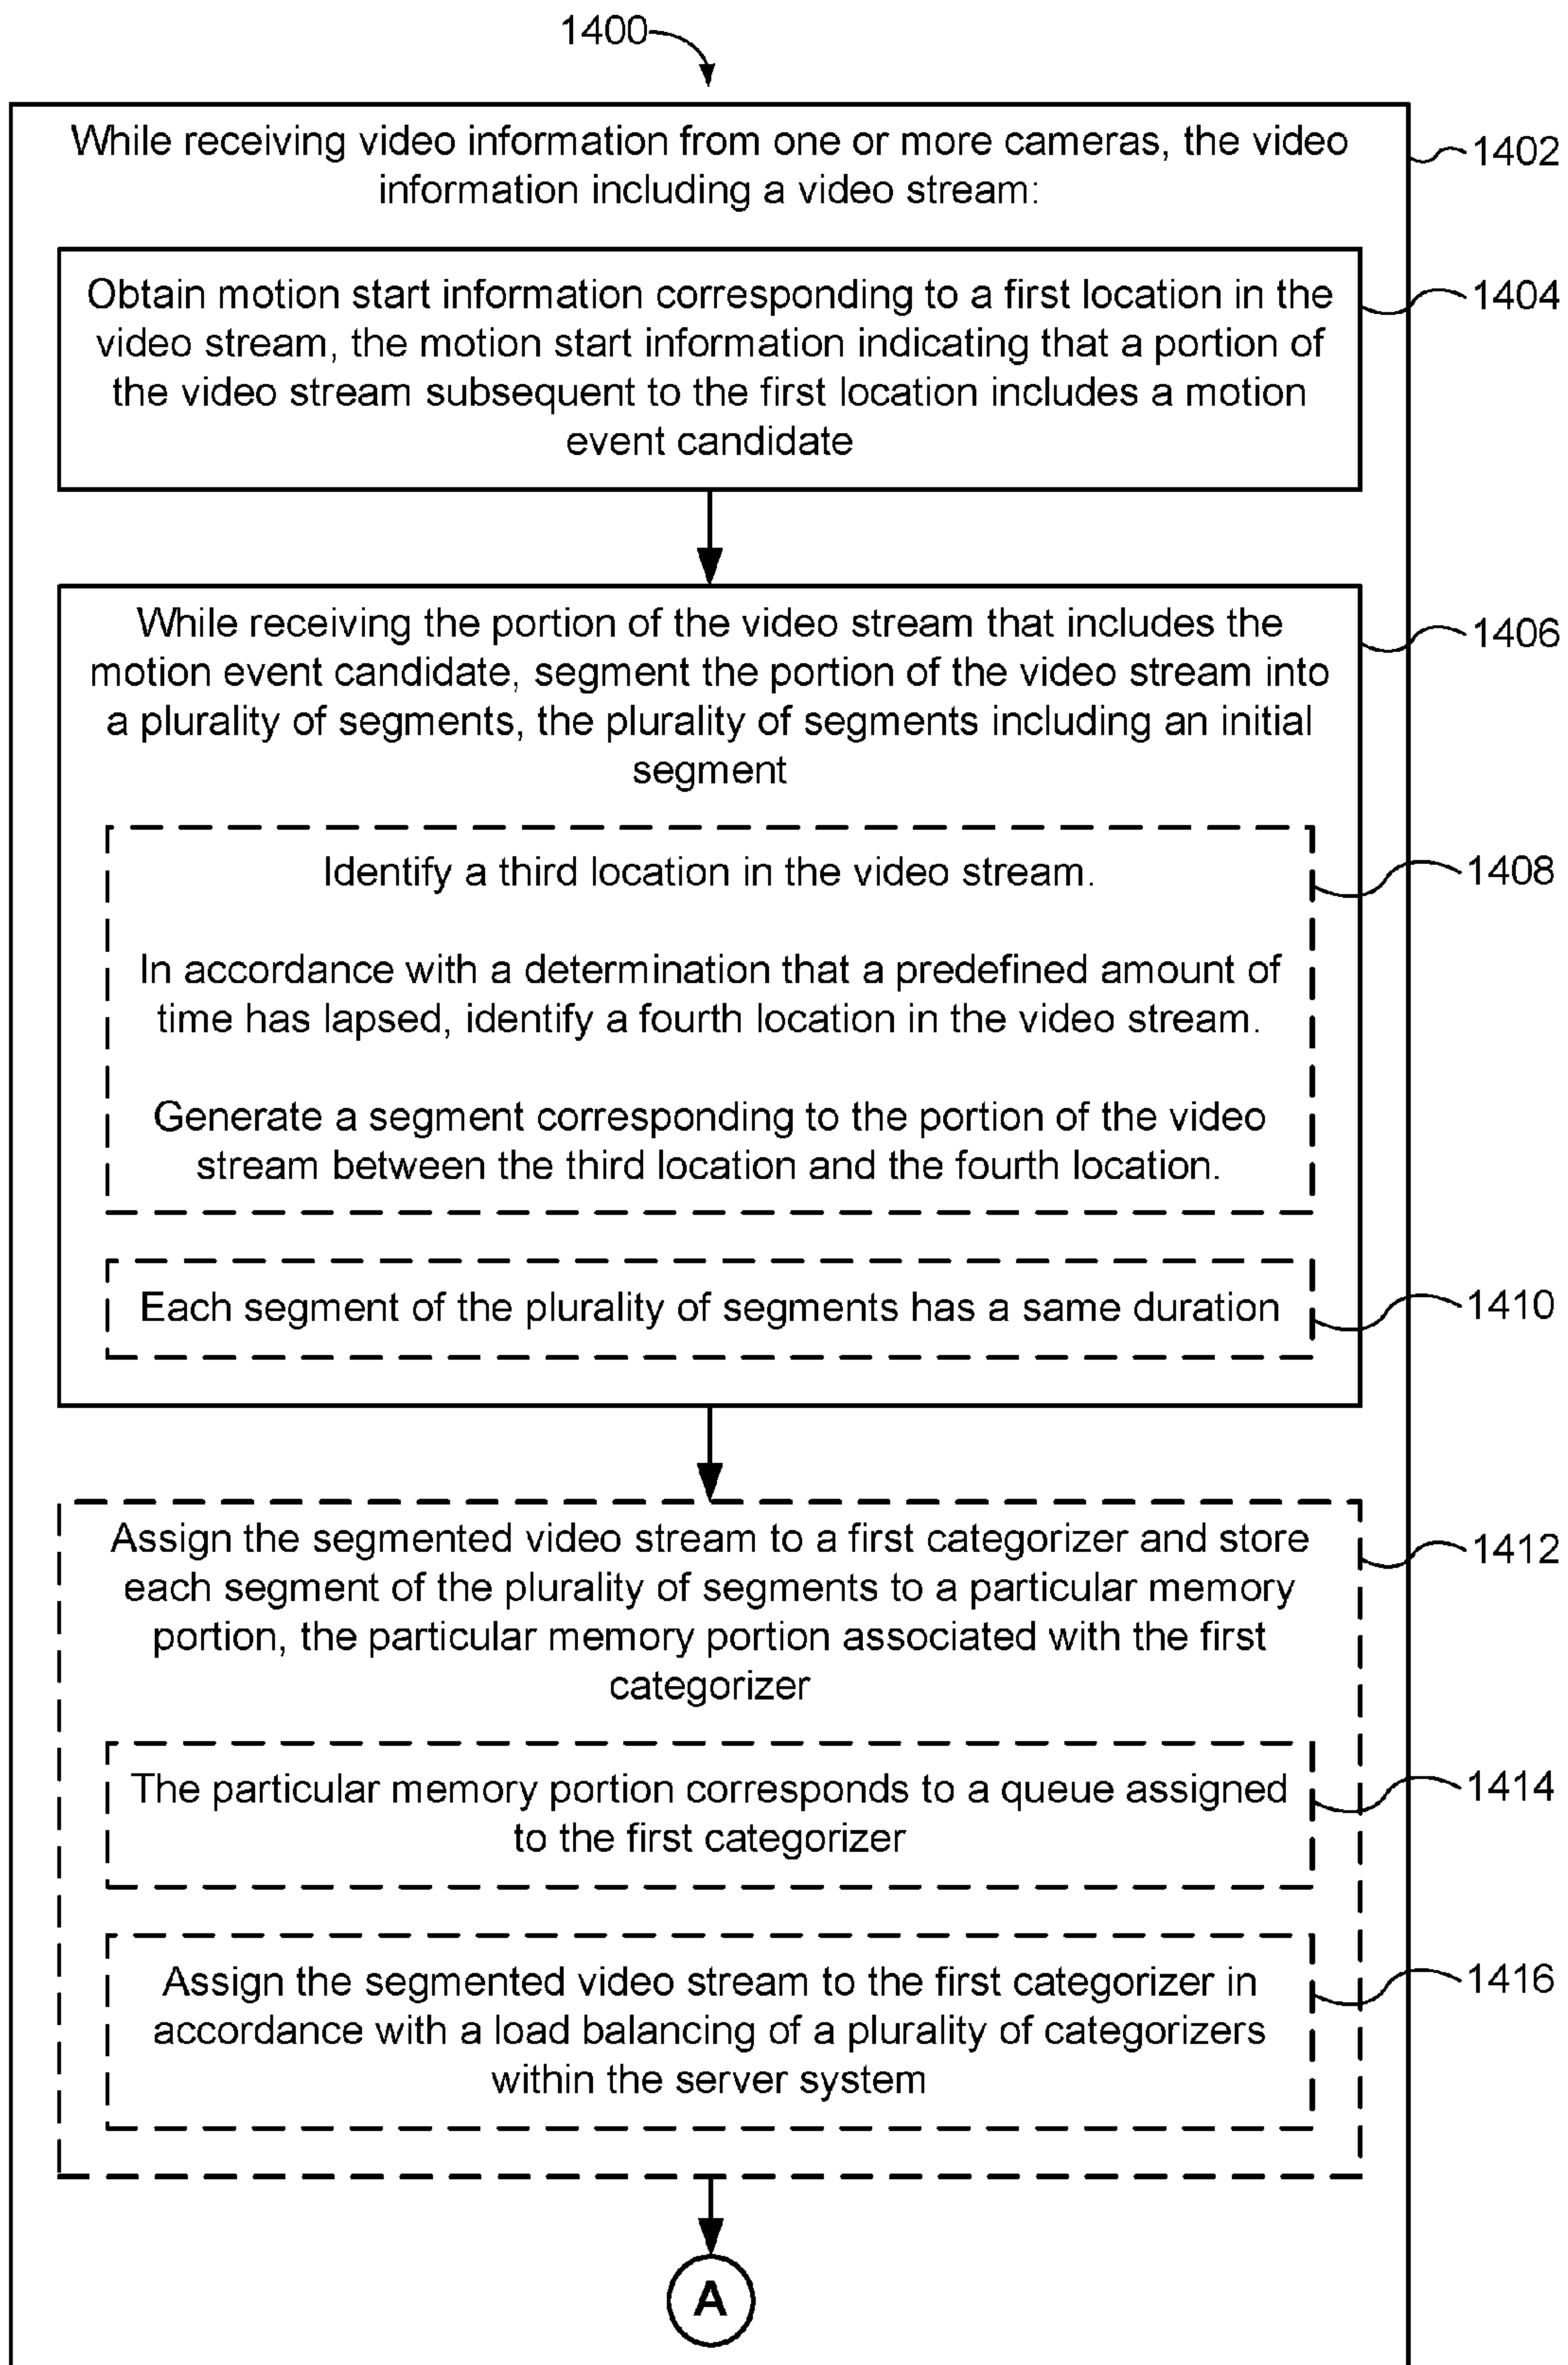 1400
While receiving video information from one or more cameras, the video
information including a video stream:
1402
Obtain motion start information corresponding to a first location in the
video stream, the motion start information indicating that a portion of
the video stream subsequent to the first location includes a motion
event candidate
1404
While receiving the portion of the video stream that includes the
motion event candidate, segment the portion of the video stream into
a plurality of segments, the plurality of segments including an initial
segment
1406
Identify a third location in the video stream.
In accordance with a determination that a predefined amount of
time has lapsed, identify a fourth location in the video stream.
Generate a segment corresponding to the portion of the video
stream between the third location and the fourth location.
1408
Each segment of the plurality of segments has a same duration
1410
Assign the segmented video stream to a first categorizer and store
each segment of the plurality of segments to a particular memory
portion, the particular memory portion associated with the first
categorizer
1412
The particular memory portion corresponds to a queue assigned
to the first categorizer
1414
Assign the segmented video stream to the first categorizer in
accordance with a load balancing of a plurality of categorizers
within the server system
1416
A